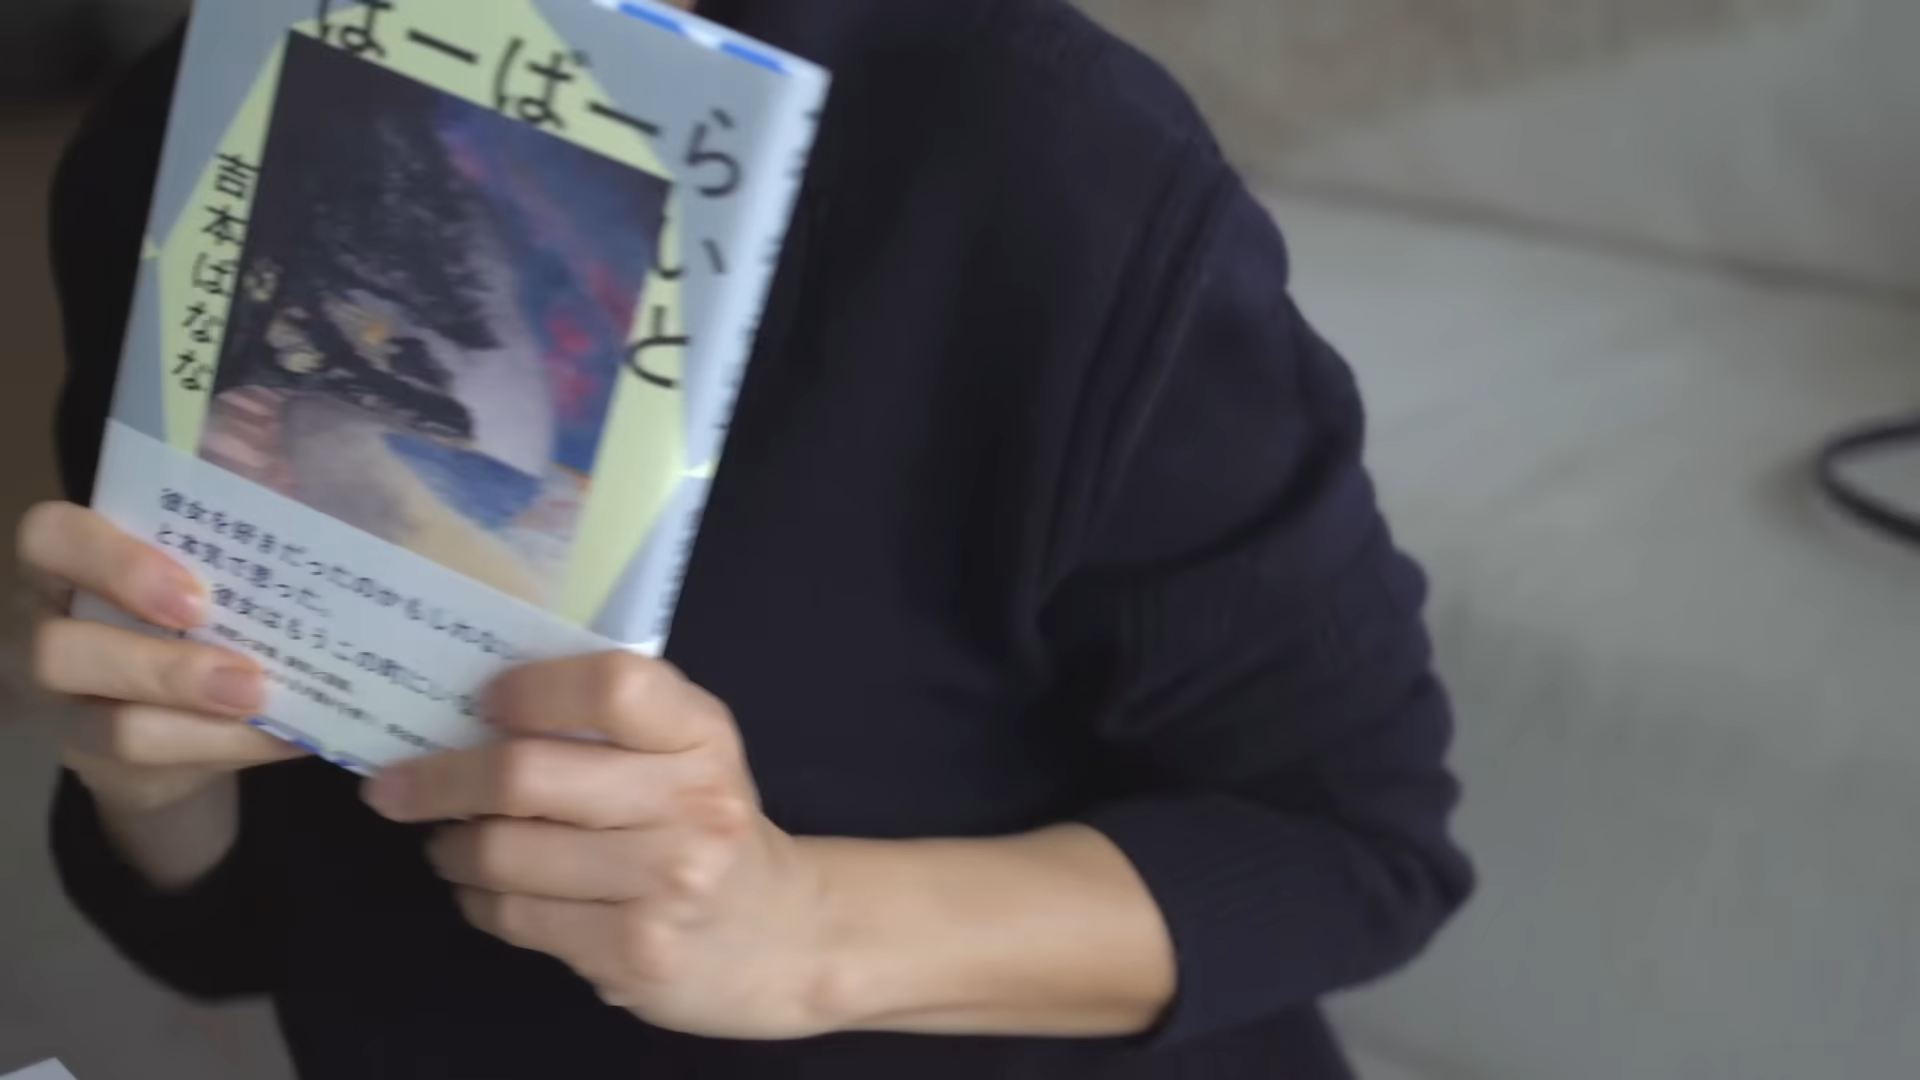 はーばー
らいと
吉本ばなな
彼女を好きだったのかもしれない
と本気で思った。
彼女はもうこの町にいな